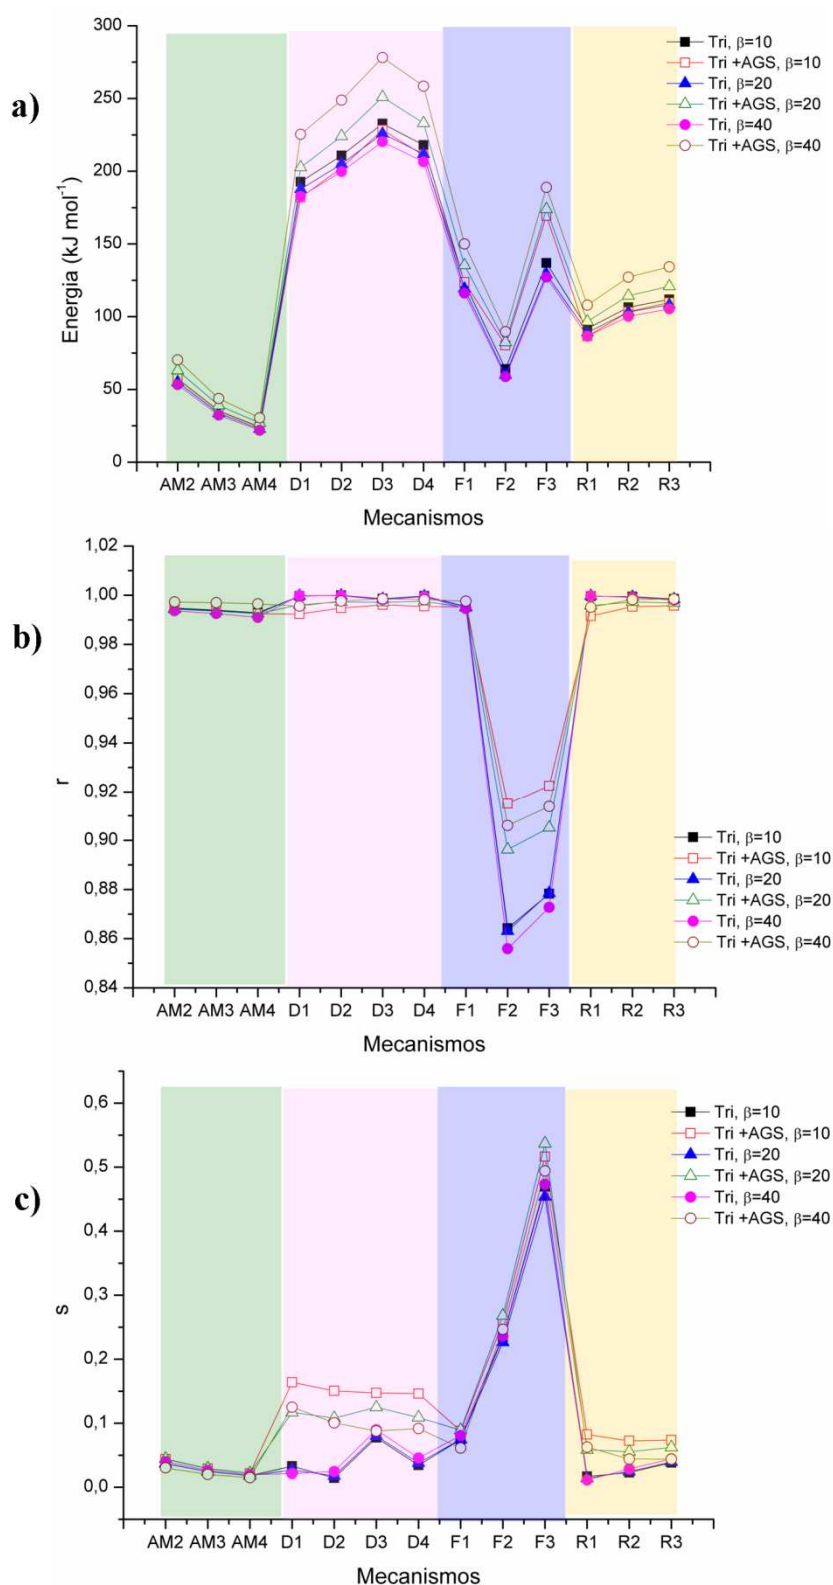 a)
300
250
200
150
100
50
0
Energia (kJ mol⁻¹)
Tri, β=10
Tri +AGS, β=10
Tri, β=20
Tri +AGS, β=20
Tri, β=40
Tri +AGS, β=40
AM2 AM3 AM4 D1 D2 D3 D4 F1 F2 F3 R1 R2 R3
Mecanismos
b)
1,02
1,00
0,98
0,96
0,94
0,92
0,90
0,88
0,86
0,84
r
Tri, β=10
Tri +AGS, β=10
Tri, β=20
Tri +AGS, β=20
Tri, β=40
Tri +AGS, β=40
AM2 AM3 AM4 D1 D2 D3 D4 F1 F2 F3 R1 R2 R3
Mecanismos
c)
0,6
0,5
0,4
0,3
0,2
0,1
0,0
s
Tri, β=10
Tri +AGS, β=10
Tri, β=20
Tri +AGS, β=20
Tri, β=40
Tri +AGS, β=40
AM2 AM3 AM4 D1 D2 D3 D4 F1 F2 F3 R1 R2 R3
Mecanismos